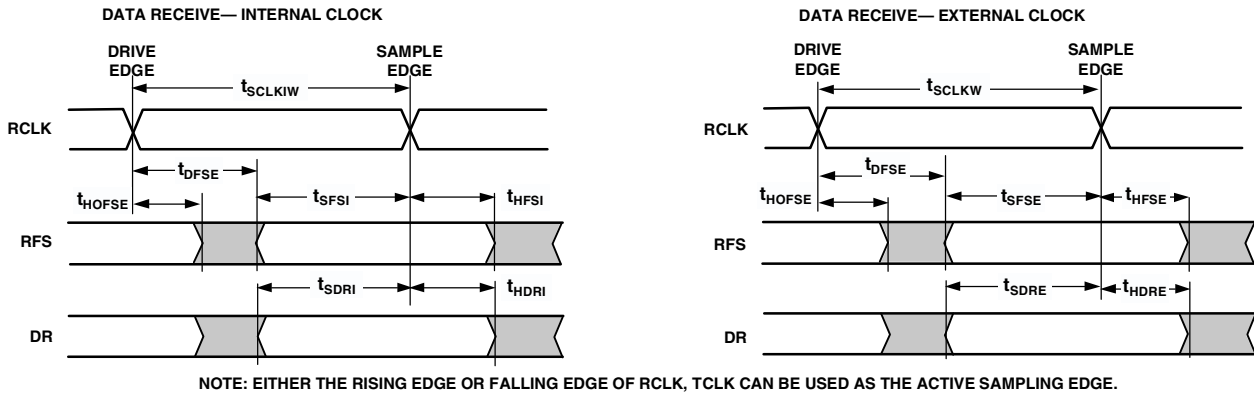 DATA RECEIVE— INTERNAL CLOCK
DRIVE
EDGE
SAMPLE
EDGE
tSCLKIW
RCLK
tDFSE
tHOFSE
tSFSI
tHFSI
RFS
tSDRI
tHDRI
DR
DATA RECEIVE— EXTERNAL CLOCK
DRIVE
EDGE
SAMPLE
EDGE
tSCLKW
RCLK
tDFSE
tHOFSE
tSFSE
tHFSE
RFS
tSDRE
tHDRE
DR
NOTE: EITHER THE RISING EDGE OR FALLING EDGE OF RCLK, TCLK CAN BE USED AS THE ACTIVE SAMPLING EDGE.